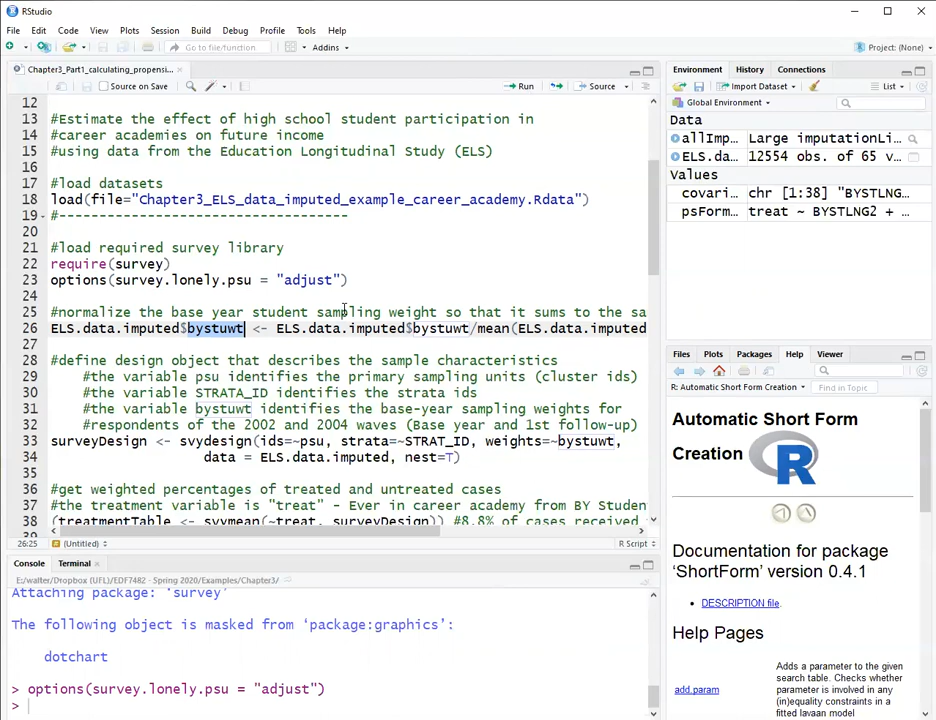 RStudio
File Edit Code View Plots Session Build Debug Profile Tools Help
Go to file/function Addins Project: (None)
Chapter3_Part1_calculating_propensi...
Source on Save Run Source
12
13 #Estimate the effect of high school student participation in
14 #career academies on future income
15 #using data from the Education Longitudinal Study (ELS)
16
17 #load datasets
18 load(file="Chapter3_ELS_data_imputed_example_career_academy.Rdata")
19 #-------------------------------------
20
21 #load required survey library
22 require(survey)
23 options(survey.lonely.psu = "adjust")
24
25 #normalize the base year student sampling weight so that it sums to the sa
26 ELS.data.imputed$bystuwt <- ELS.data.imputed$bystuwt/mean(ELS.data.imputed
27
28 #define design object that describes the sample characteristics
29 #the variable psu identifies the primary sampling units (cluster ids)
30 #the variable STRATA_ID identifies the strata ids
31 #the variable bystuwt identifies the base-year sampling weights for
32 #respondents of the 2002 and 2004 waves (Base year and 1st follow-up)
33 surveyDesign <- svydesign(ids=~psu, strata=~STRAT_ID, weights=~bystuwt,
34 data = ELS.data.imputed, nest=T)
35
36 #get weighted percentages of treated and untreated cases
37 #the treatment variable is "treat" - Ever in career academy from BY Studen
38 (treatmentTable <- svymean(~treat, surveyDesign)) #8.8% of cases received
26:25 (Untitled) R Script
Console Terminal
E:/walter/Dropbox (UFL)/EDF7482 - Spring 2020/Examples/Chapter3/
Attaching package: ‘survey’
The following object is masked from ‘package:graphics’:
dotchart
> options(survey.lonely.psu = "adjust")
>
Environment History Connections
Import Dataset List
Global Environment
Data
allImp... Large imputationLi...
ELS.da... 12554 obs. of 65 v...
Values
covari... chr [1:38] "BYSTLNG...
psForm... treat ~ BYSTLNG2 + ...
Files Plots Packages Help Viewer
R: Automatic Short Form Creation Find in Topic
Automatic Short Form
Creation R
Documentation for package
‘ShortForm’ version 0.4.1
DESCRIPTION file.
Help Pages
add.param Adds a parameter to the given
search table. Checks whether
parameter is involved in any
(in)equality constraints in a
fitted lavaan model